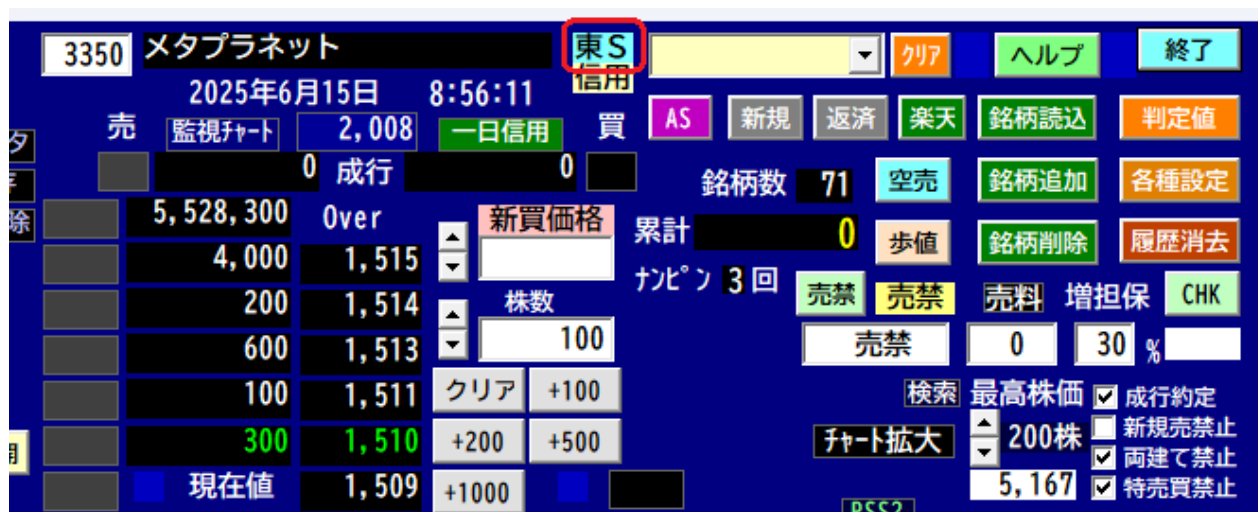 3350 メタプラネット 東S クリア ヘルプ 終了
信用
2025年6月15日 8:56:11
売 監視ﾁｬｰﾄ 2,008 一日信用 買 AS 新規 返済 楽天 銘柄読込 判定値
0 成行 0 銘柄数 71 空売 銘柄追加 各種設定
除 5,528,300 Over 新買価格 累計 0 歩値 銘柄削除 履歴消去
4,000 1,515 ﾅﾝﾋﾟﾝ 3回 売禁 売禁 売料 増担保 CHK
200 1,514 株数
600 1,513 100 売禁 0 30 %
100 1,511 クリア +100 検索 最高株価 成行約定
300 1,510 +200 +500 ﾁｬｰﾄ拡大 200株 新規売禁止
両建て禁止
現在値 1,509 +1000 5,167 特売買禁止
RSS2